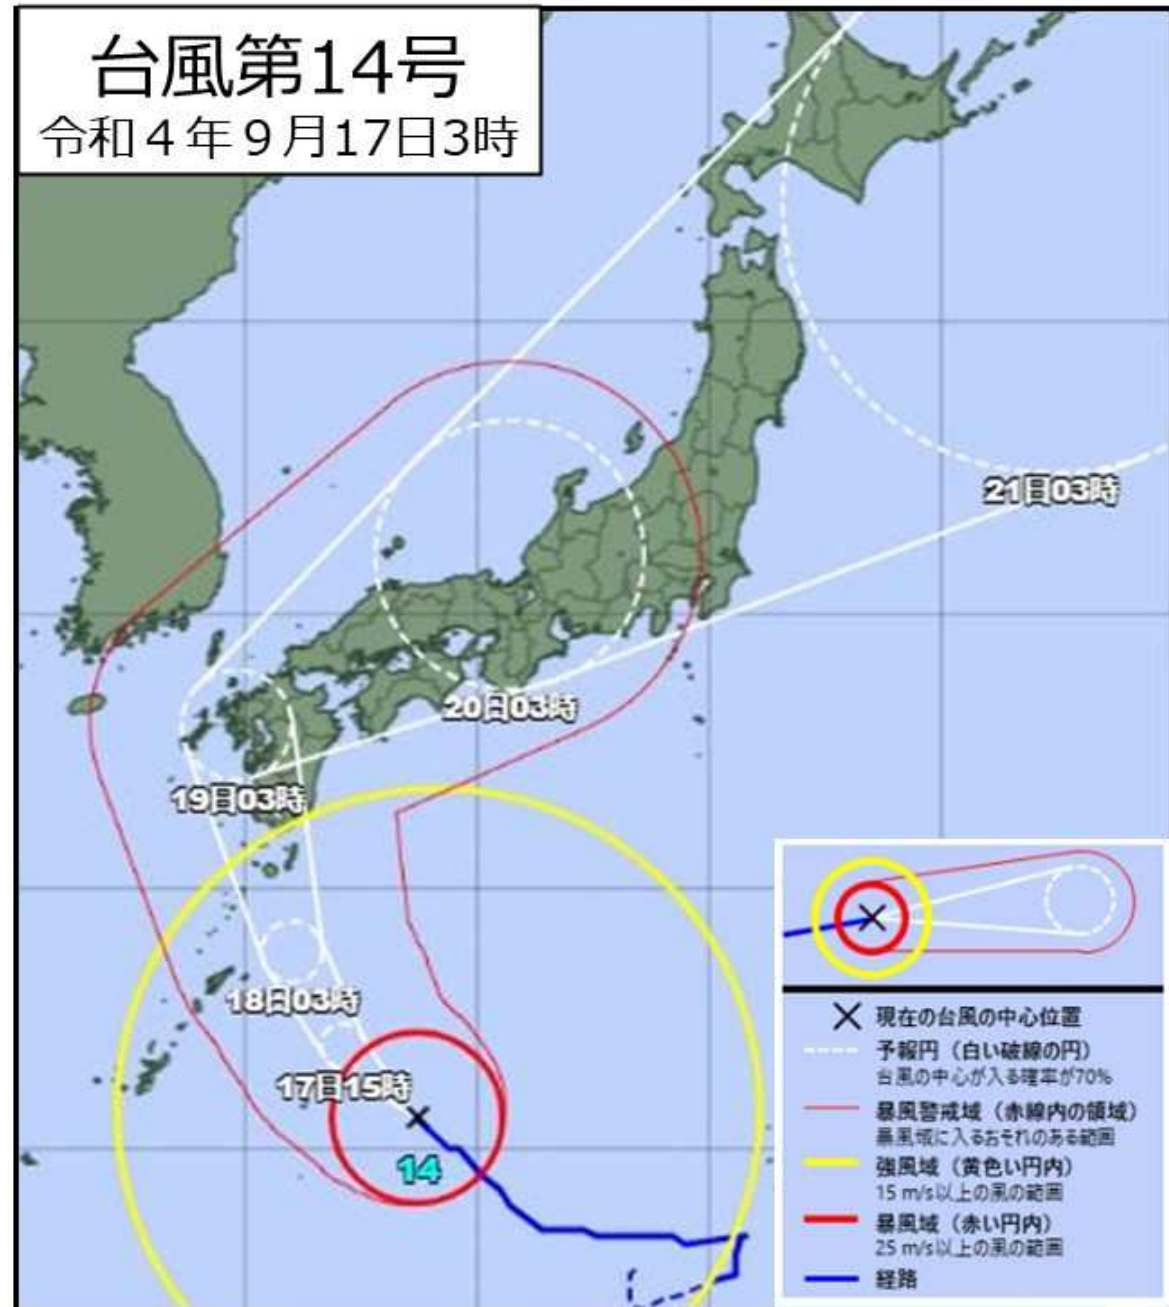 台風第14号
令和４年９月17日3時
21日03時
20日03時
19日03時
18日03時
17日15時
14
現在の台風の中心位置
予報円（白い破線の円）
台風の中心が入る確率が70%
暴風警戒域（赤線内の領域）
暴風域に入るおそれのある範囲
強風域（黄色い円内）
15 m/s以上の風の範囲
暴風域（赤い円内）
25 m/s以上の風の範囲
経路